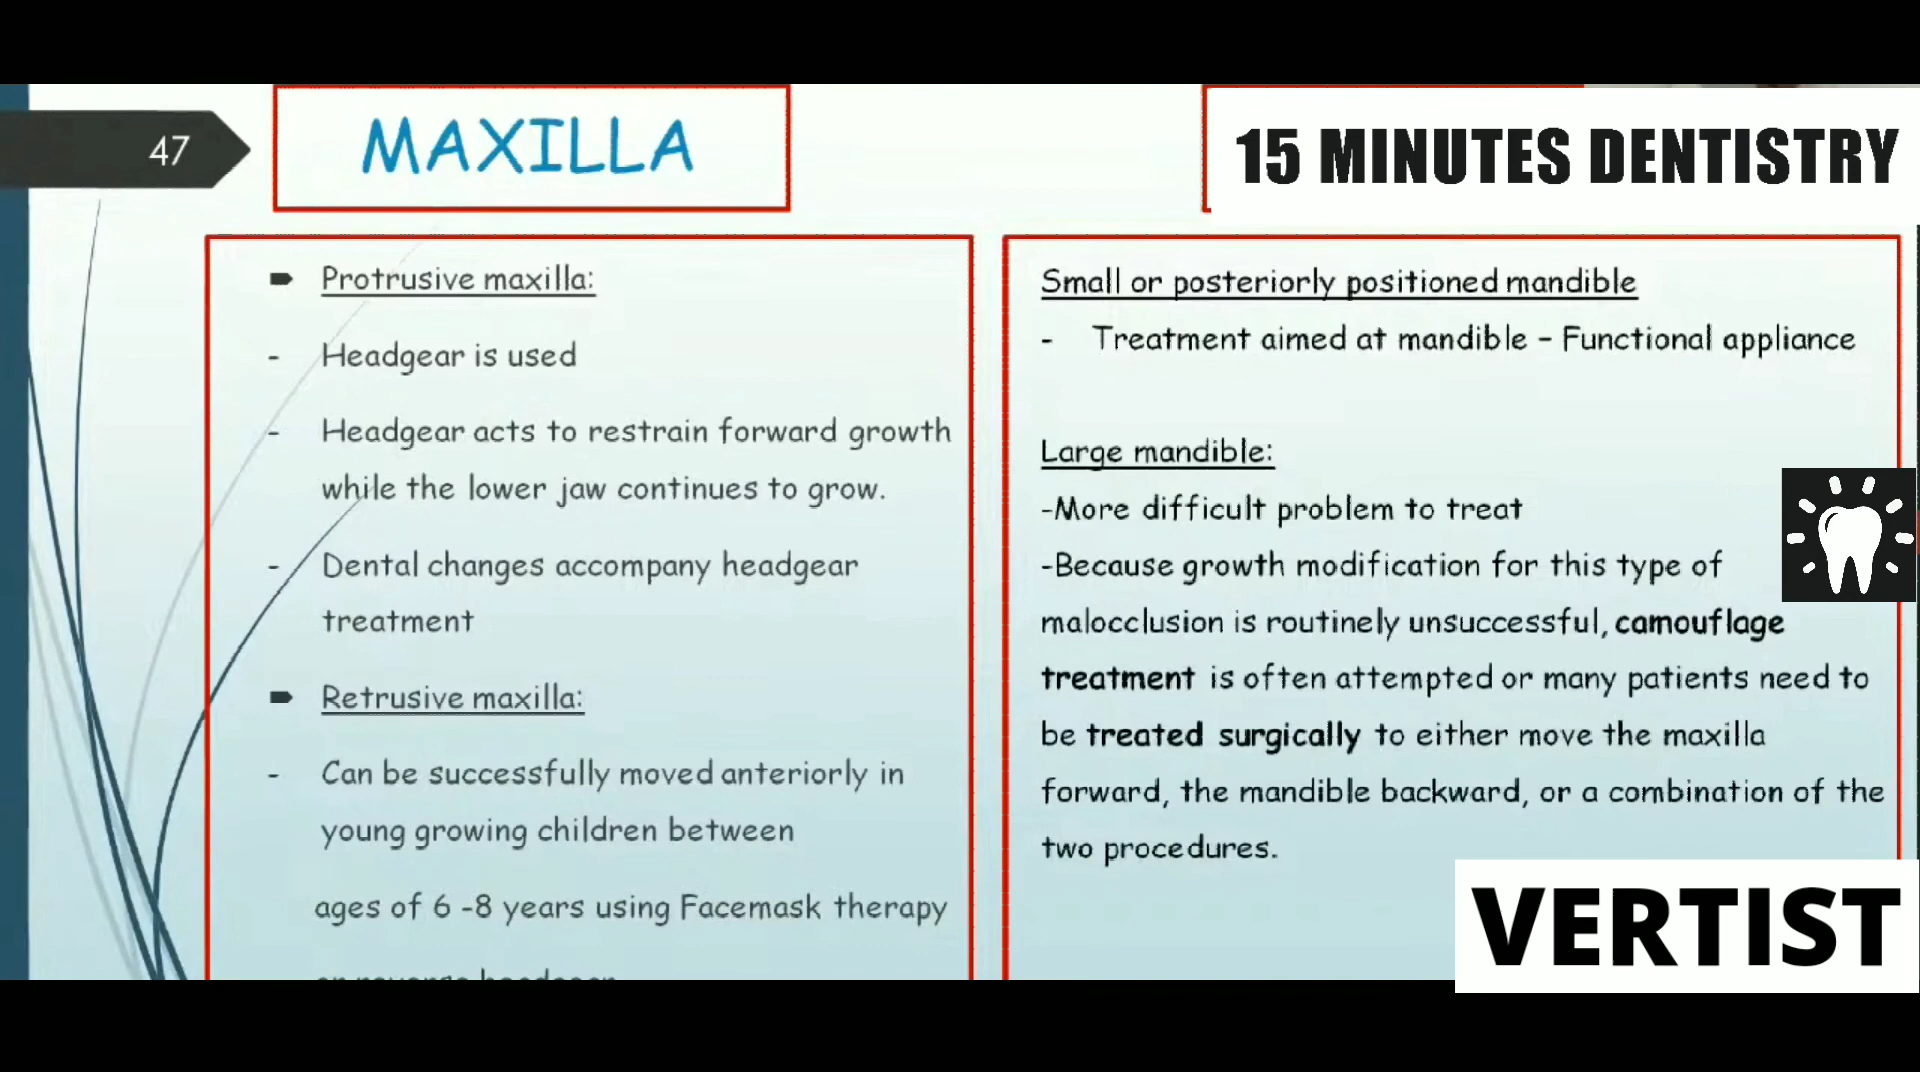 47
MAXILLA
15 MINUTES DENTISTRY
Protrusive maxilla:
- Headgear is used
- Headgear acts to restrain forward growth
while the lower jaw continues to grow.
- Dental changes accompany headgear
treatment
Retrusive maxilla:
- Can be successfully moved anteriorly in
young growing children between
ages of 6 -8 years using Facemask therapy
or reverse headgear
Small or posteriorly positioned mandible
- Treatment aimed at mandible – Functional appliance
Large mandible:
-More difficult problem to treat
-Because growth modification for this type of
malocclusion is routinely unsuccessful, camouflage
treatment is often attempted or many patients need to
be treated surgically to either move the maxilla
forward, the mandible backward, or a combination of the
two procedures.
VERTIST